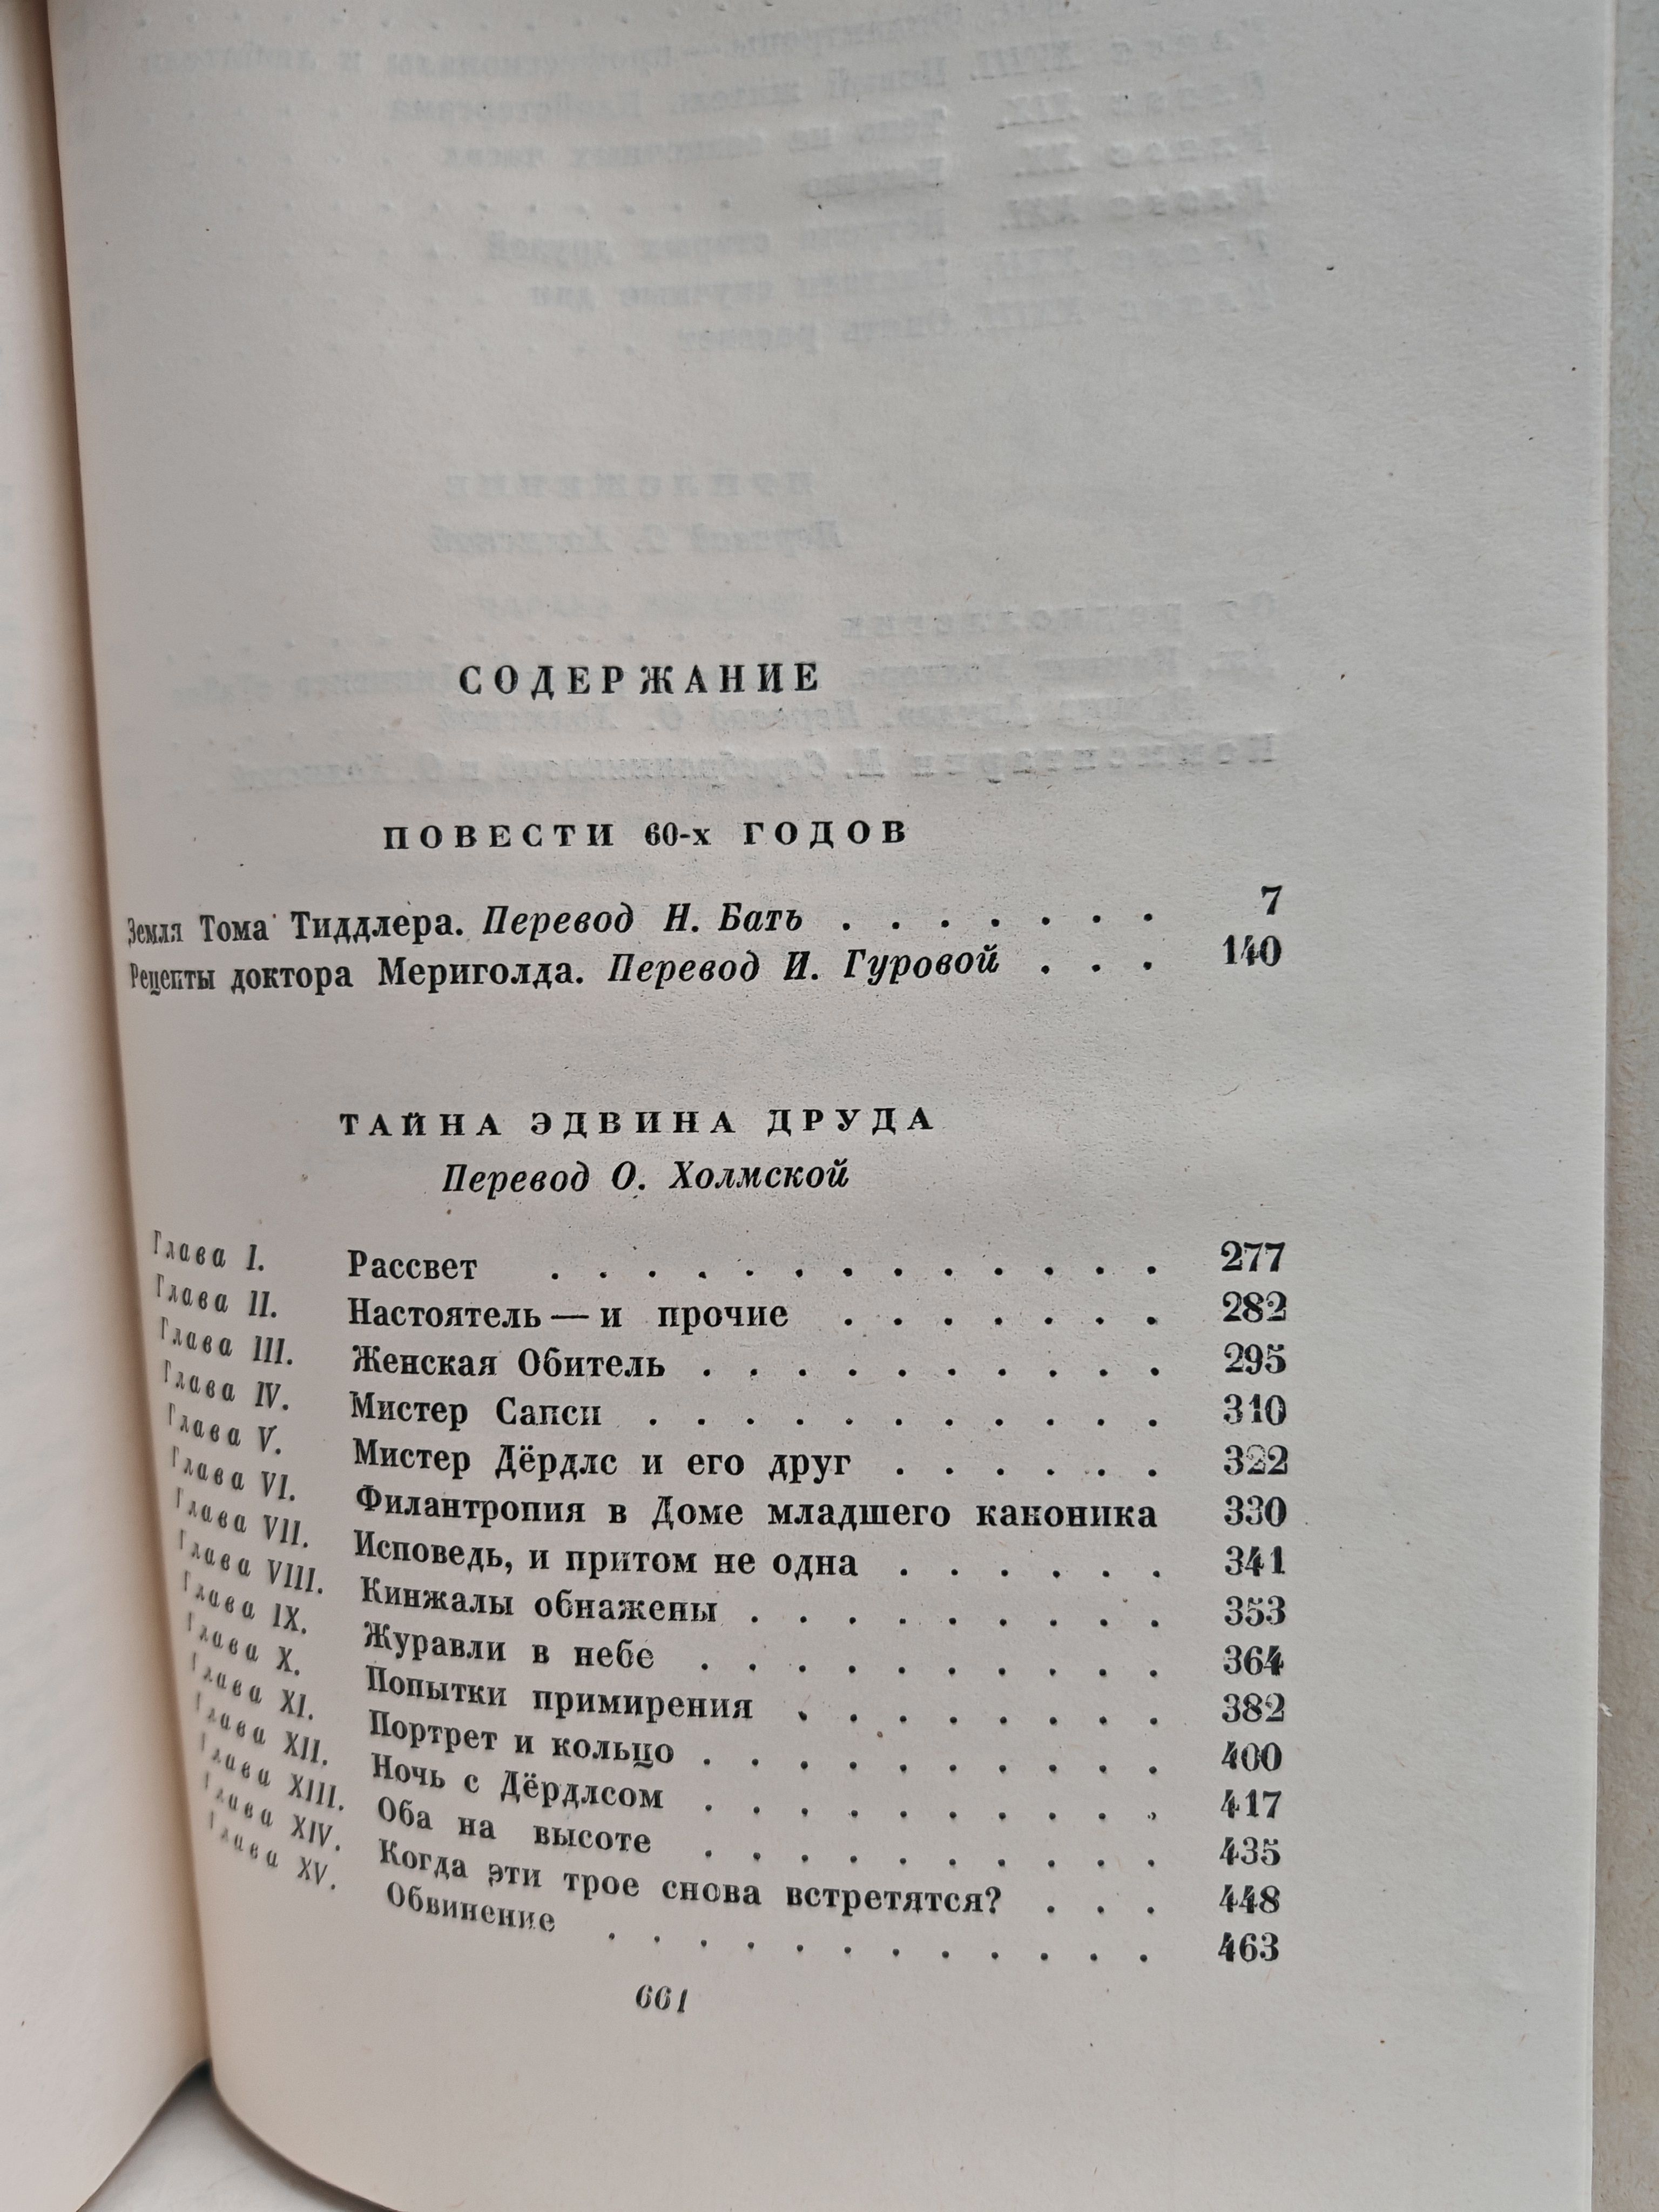 СОДЕРЖАНИЕ
ПОВЕСТИ 60-х ГОДОВ
Земля Тома Тиддлера. Перевод Н. Бать . . . . . . . 7
Рецепты доктора Мериголда. Перевод И. Гуровой . . . 140
ТАЙНА ЭДВИНА ДРУДА
Перевод О. Холмской
Глава I. Рассвет . . . . . . . . . . . . . 277
Глава II. Настоятель — и прочие . . . . . . . 282
Глава III. Женская Обитель . . . . . . . . . . 295
Глава IV. Мистер Сапси . . . . . . . . . . . 310
Глава V. Мистер Дёрдлс и его друг . . . . . . 322
Глава VI. Филантропия в Доме младшего каноника 330
Глава VII. Исповедь, и притом не одна . . . . . . 341
Глава VIII. Кинжалы обнажены . . . . . . . . . 353
Глава IX. Журавли в небе . . . . . . . . . . 364
Глава X. Попытки примирения . . . . . . . . 382
Глава XI. Портрет и кольцо . . . . . . . . . . 400
Глава XII. Ночь с Дёрдлсом . . . . . . . . . . 417
Глава XIII. Оба на высоте . . . . . . . . . . 435
Глава XIV. Когда эти трое снова встретятся? . . . 448
Глава XV. Обвинение . . . . . . . . . . . . 463
661